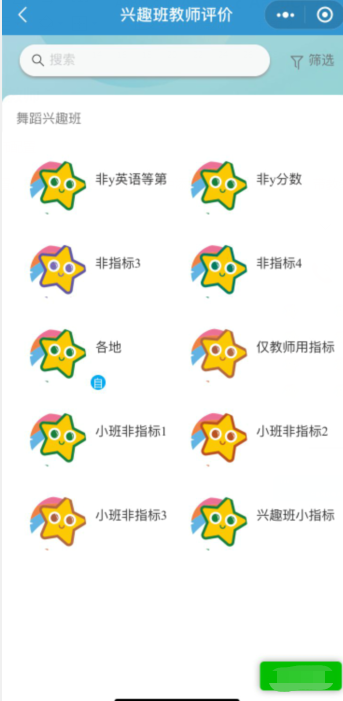 兴趣班教师评价
搜索
筛选
舞蹈兴趣班
非y英语等第
非y分数
非指标3
非指标4
各地
自
仅教师用指标
小班非指标1
小班非指标2
小班非指标3
兴趣班小指标